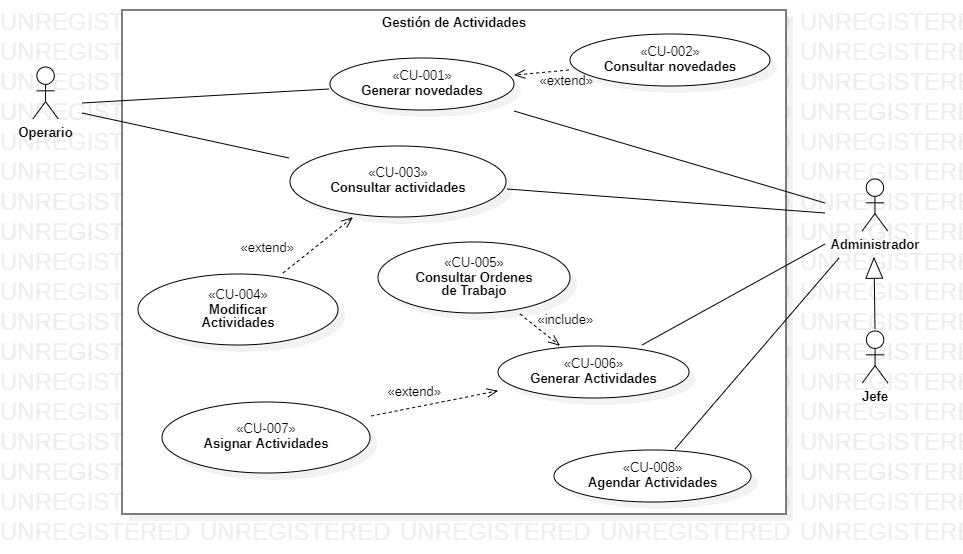 Gestión de Actividades
«CU-002»
Consultar novedades
«extend»
«CU-001»
Generar novedades
Operario
«CU-003»
Consultar actividades
Administrador
«extend»
«CU-005»
Consultar Ordenes
de Trabajo
«CU-004»
Modificar
Actividades
«include»
«CU-006»
Generar Actividades
Jefe
«extend»
«CU-007»
Asignar Actividades
«CU-008»
Agendar Actividades
UNREGISTERED UNREGISTERED UNREGISTERED UNREGISTERED UNREGISTERED